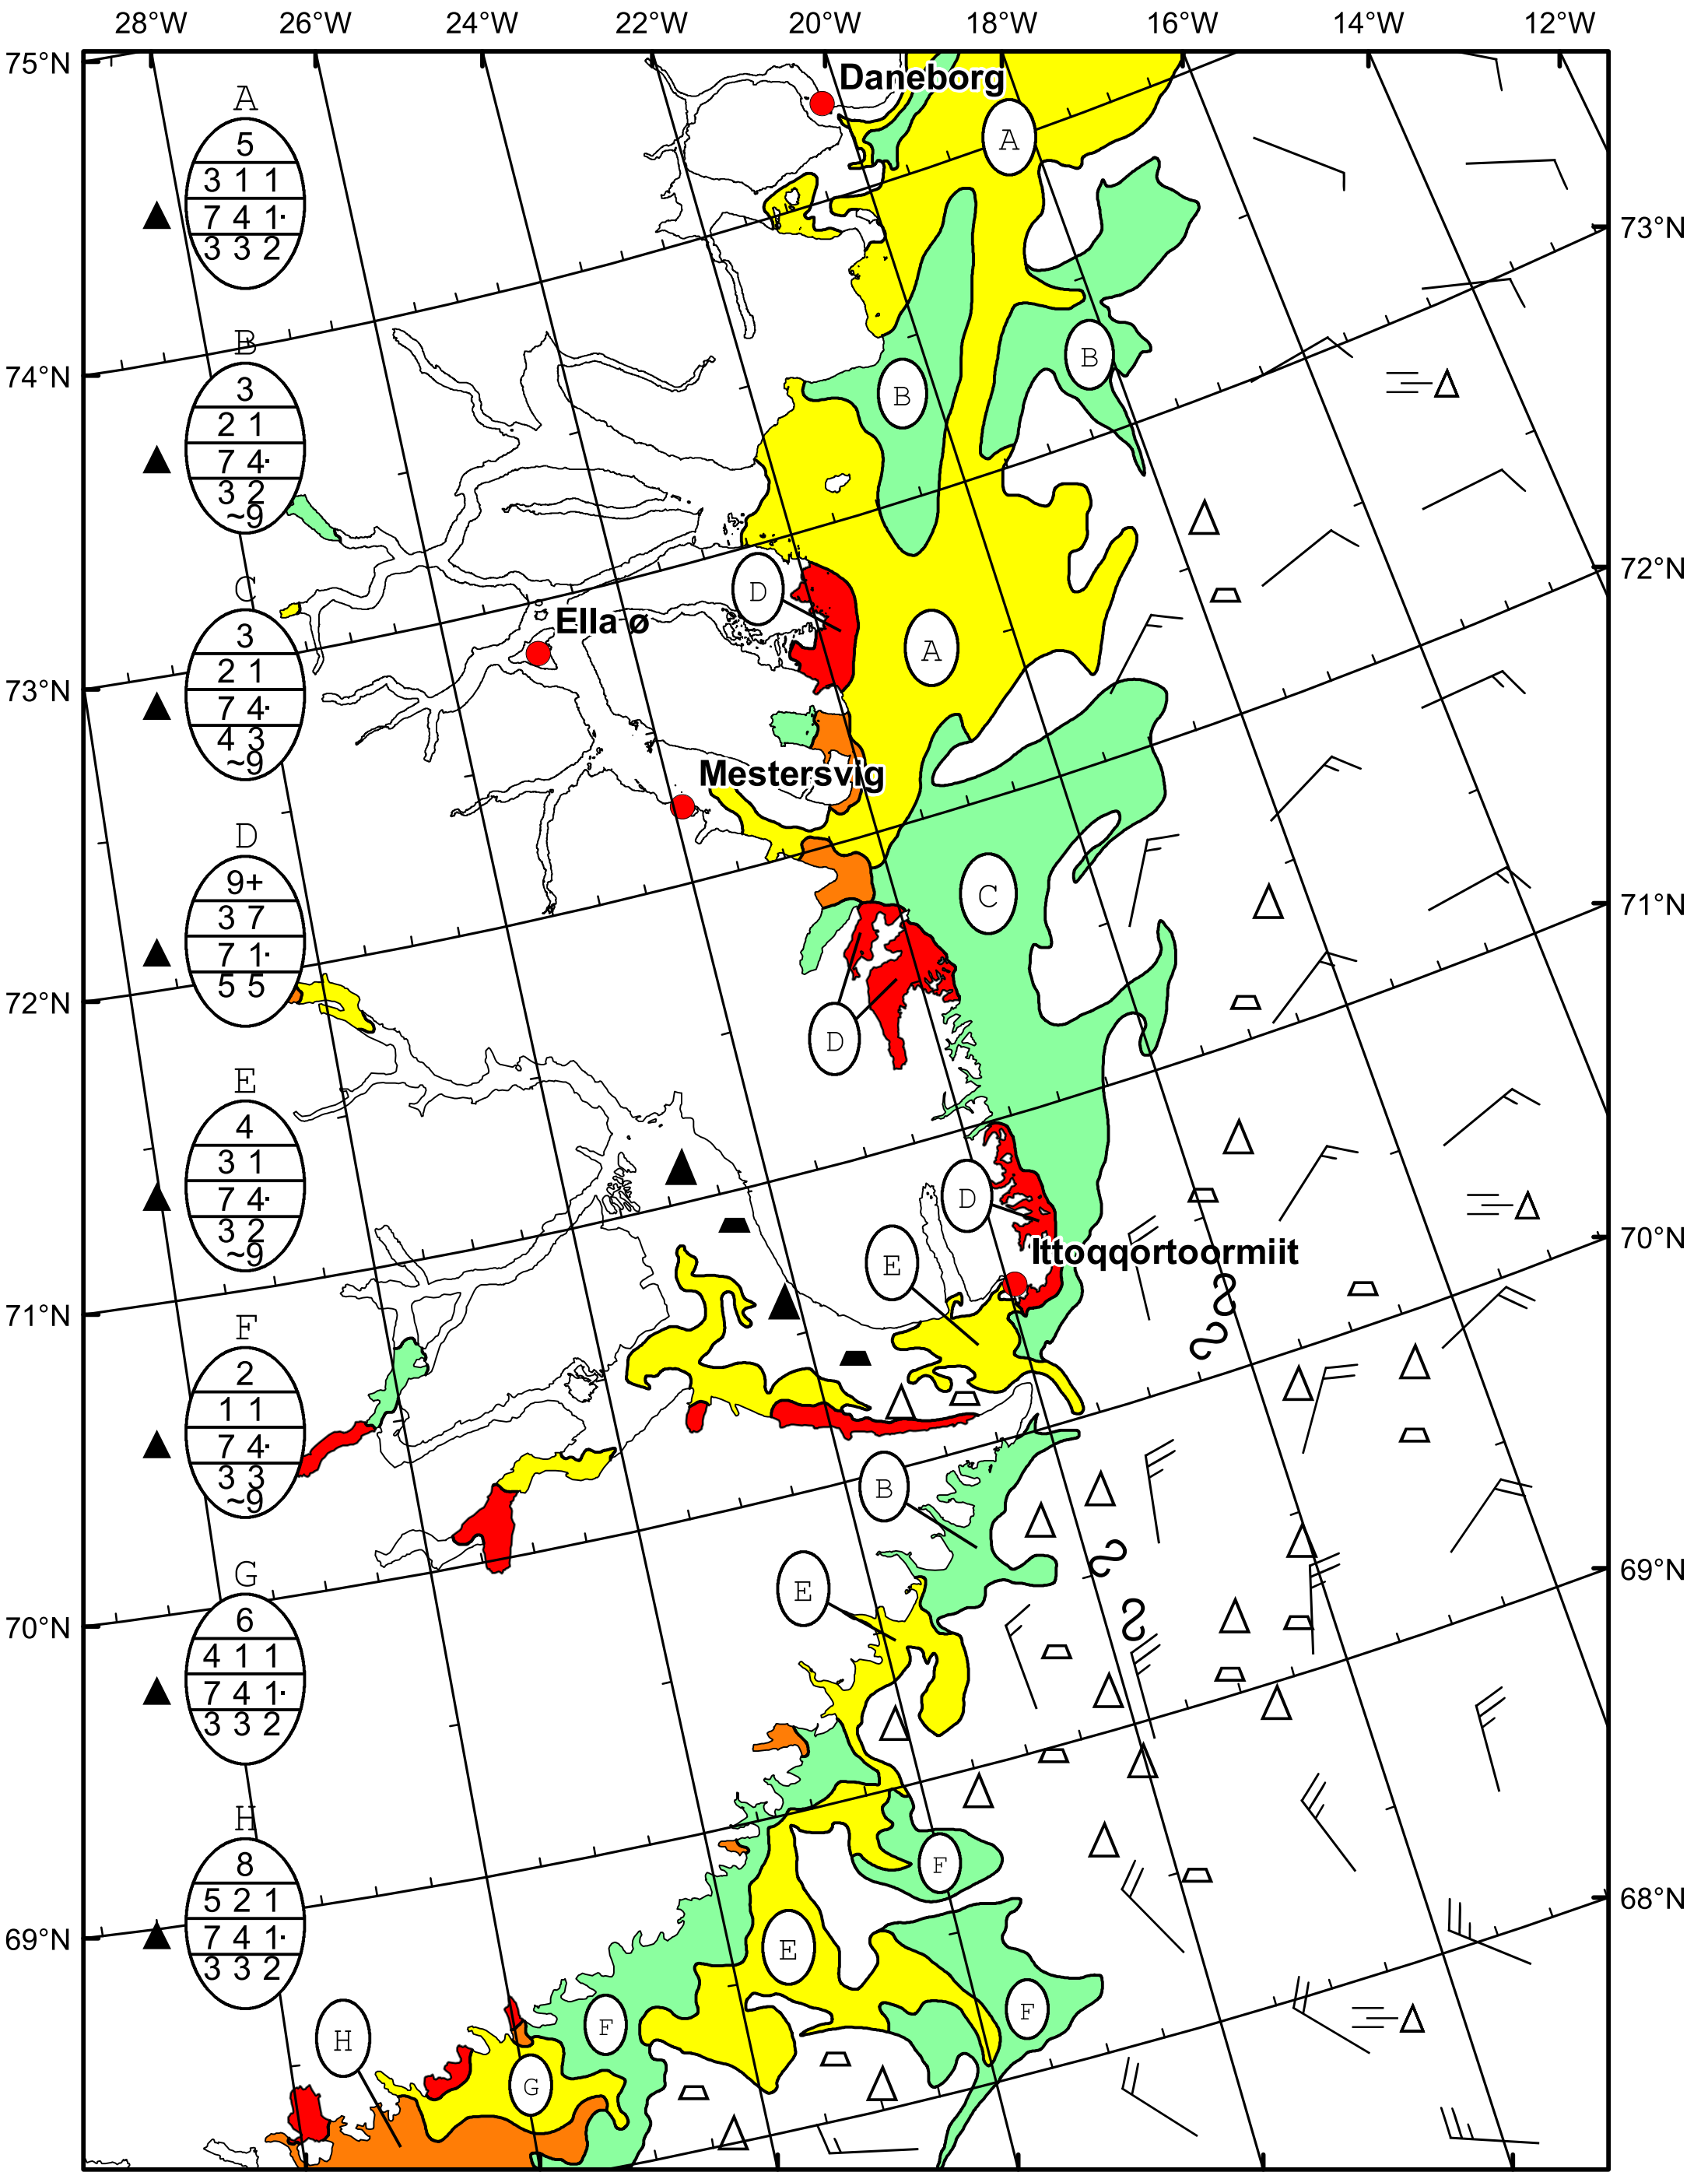 28°W 26°W 24°W 22°W 20°W 18°W 16°W 14°W 12°W
75°N
Daneborg
A
5
3 1 1
7 4 1·
3 3 2
A
73°N
B
3
2 1
7 4·
3 2
~9
B
B
74°N
C
3
2 1
7 4·
4 3
~9
72°N
D
Ella ø
A
73°N
Mestersvig
D
9+
3 7
7 1·
5 5
C
71°N
72°N
D
E
4
3 1
7 4·
3 2
~9
D
E
Ittoqqortoormiit
70°N
71°N
F
2
1 1
7 4·
3 3
~9
B
69°N
E
70°N
G
6
4 1 1
7 4 1·
3 3 2
H
8
5 2 1
7 4 1·
3 3 2
F
68°N
69°N
E
F
F
H
G